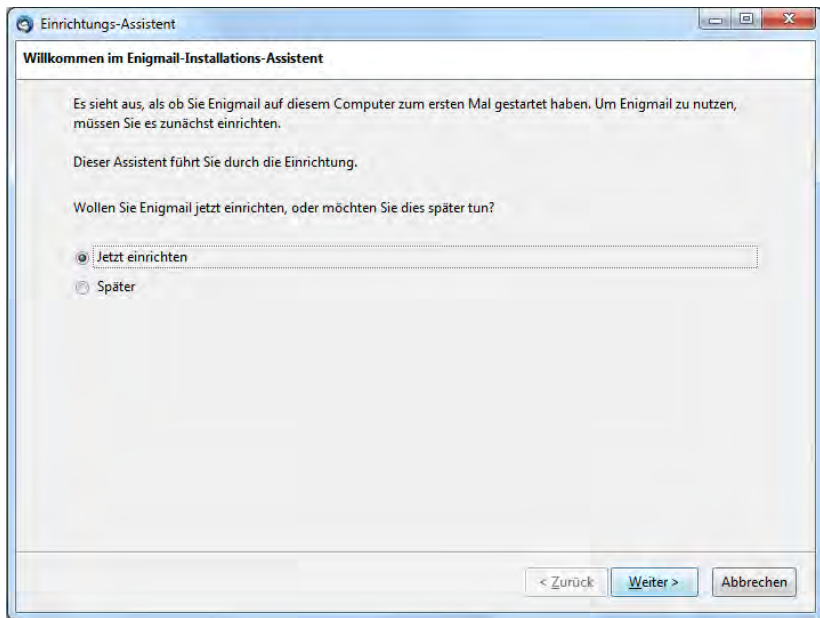 Einrichtungs-Assistent
Willkommen im Enigmail-Installations-Assistent
Es sieht aus, als ob Sie Enigmail auf diesem Computer zum ersten Mal gestartet haben. Um Enigmail zu nutzen,
müssen Sie es zunächst einrichten.
Dieser Assistent führt Sie durch die Einrichtung.
Wollen Sie Enigmail jetzt einrichten, oder möchten Sie dies später tun?
Jetzt einrichten
Später
< Zurück Weiter > Abbrechen